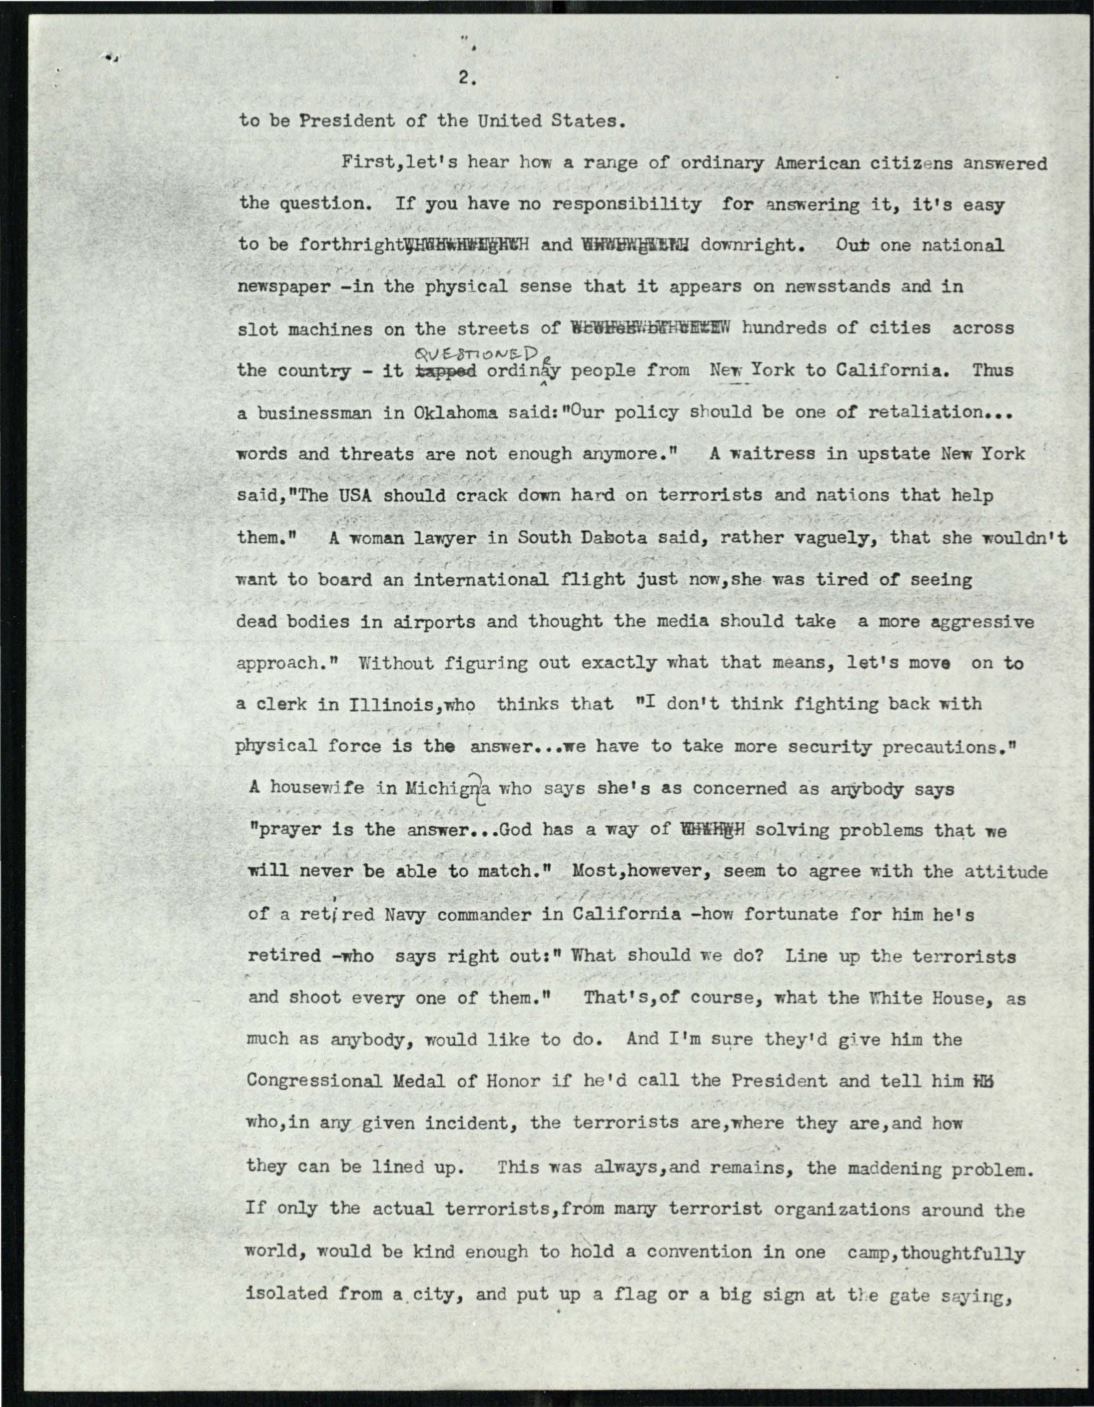 2.
to be President of the United States.
First,let's hear how a range of ordinary American citizens answered
the question. If you have no responsibility for answering it, it's easy
to be forthright and downright. Out one national
newspaper -in the physical sense that it appears on newsstands and in
slot machines on the streets of hundreds of cities across
QUESTIONED e
the country - it tapped ordinay people from New York to California. Thus
a businessman in Oklahoma said:"Our policy should be one of retaliation...
words and threats are not enough anymore." A waitress in upstate New York
said,"The USA should crack down hard on terrorists and nations that help
them." A woman lawyer in South Dabota said, rather vaguely, that she wouldn't
want to board an international flight just now,she was tired of seeing
dead bodies in airports and thought the media should take a more aggressive
approach." Without figuring out exactly what that means, let's move on to
a clerk in Illinois,who thinks that "I don't think fighting back with
physical force is the answer...we have to take more security precautions."
A housewife in Michigna who says she's as concerned as anybody says
"prayer is the answer...God has a way of solving problems that we
will never be able to match." Most,however, seem to agree with the attitude
of a retired Navy commander in California -how fortunate for him he's
retired -who says right out:" What should we do? Line up the terrorists
and shoot every one of them." That's,of course, what the White House, as
much as anybody, would like to do. And I'm sure they'd give him the
Congressional Medal of Honor if he'd call the President and tell him
who,in any given incident, the terrorists are,where they are,and how
they can be lined up. This was always,and remains, the maddening problem.
If only the actual terrorists,from many terrorist organizations around the
world, would be kind enough to hold a convention in one camp,thoughtfully
isolated from a city, and put up a flag or a big sign at the gate saying,